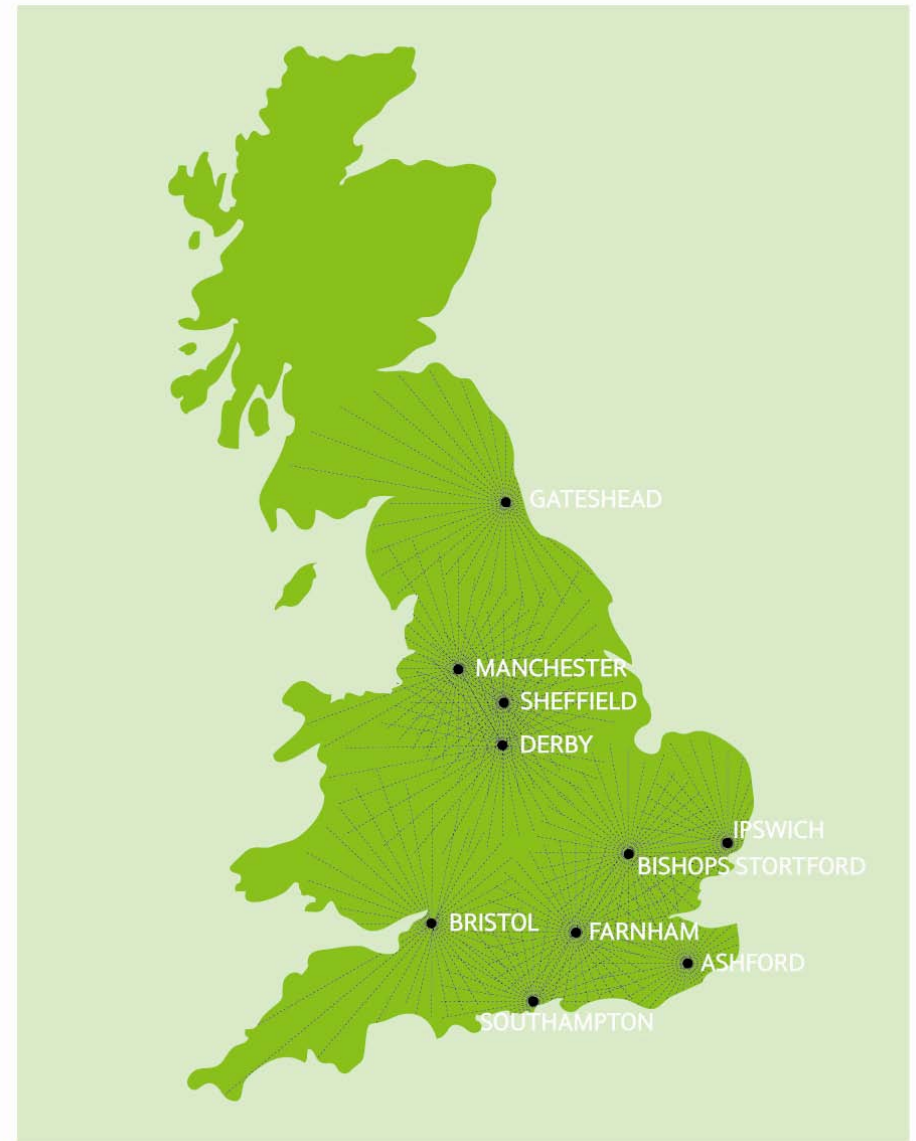 GATESHEAD
MANCHESTER
SHEFFIELD
DERBY
IPSWICH
BISHOPS STORTFORD
BRISTOL
FARNHAM
ASHFORD
SOUTHAMPTON